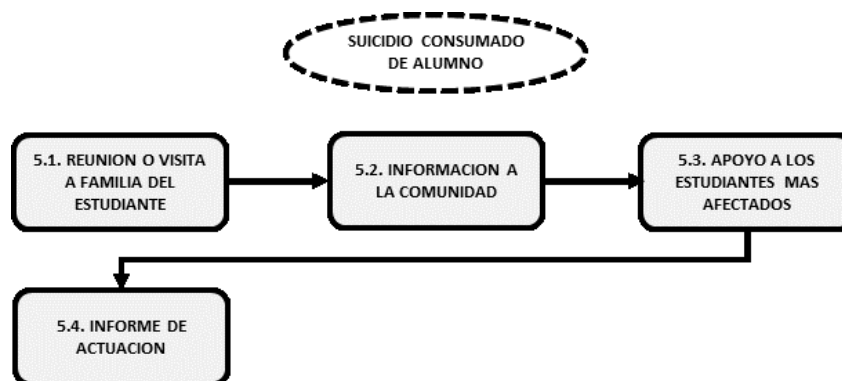 SUICIDIO CONSUMADO
DE ALUMNO
5.1. REUNION O VISITA
A FAMILIA DEL
ESTUDIANTE
5.2. INFORMACION A
LA COMUNIDAD
5.3. APOYO A LOS
ESTUDIANTES MAS
AFECTADOS
5.4. INFORME DE
ACTUACION